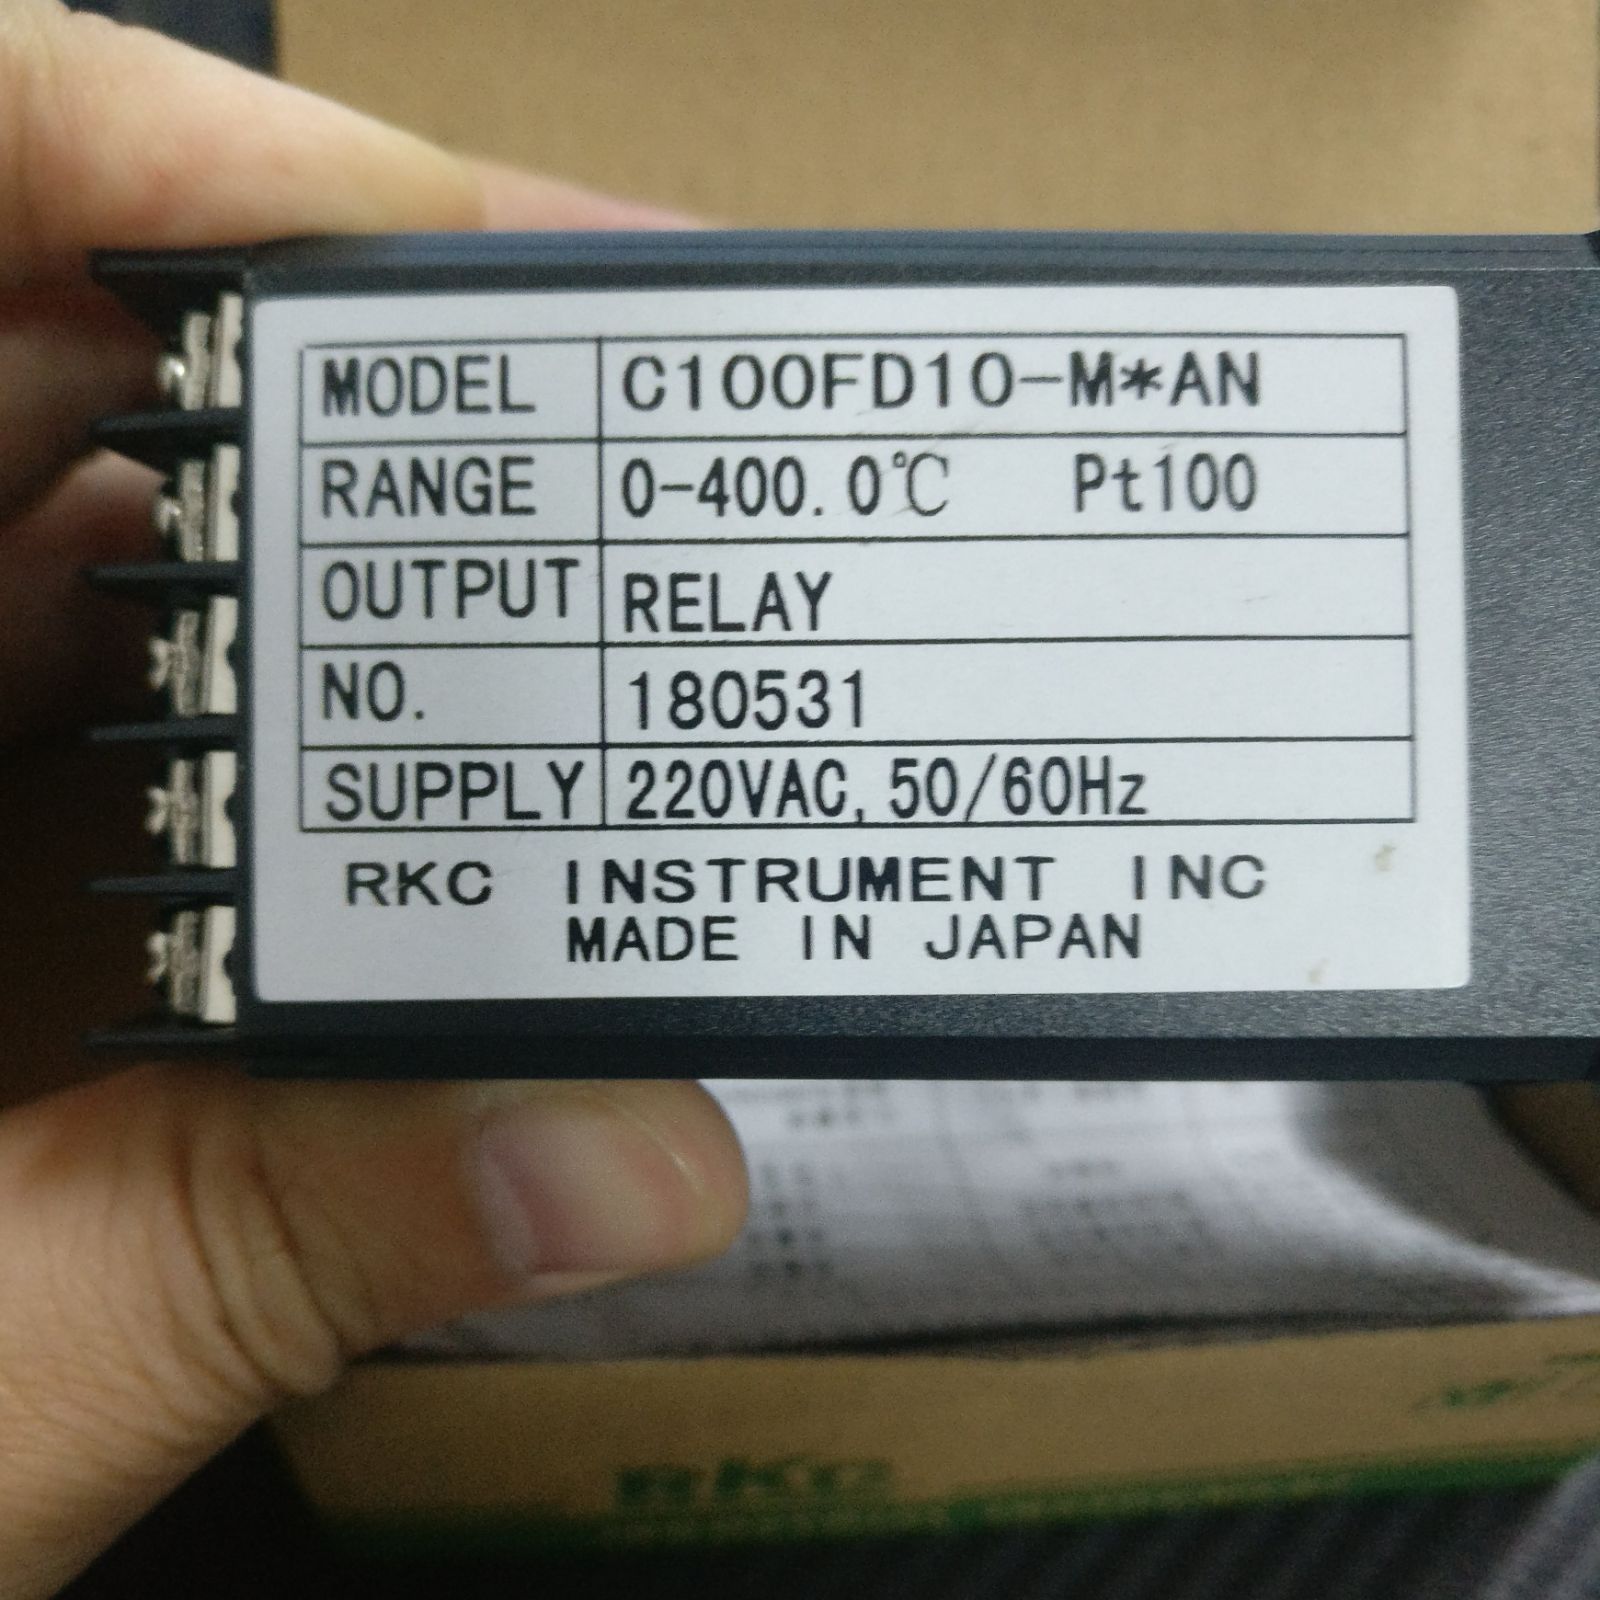 MODEL C100FD10-M*AN
RANGE 0-400.0℃ Pt100
OUTPUT RELAY
NO. 180531
SUPPLY 220VAC, 50/60Hz
RKC INSTRUMENT INC
MADE IN JAPAN
RKC